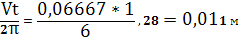 Vt/2π = 0,06667 * 1/6,28 = 0,011 м